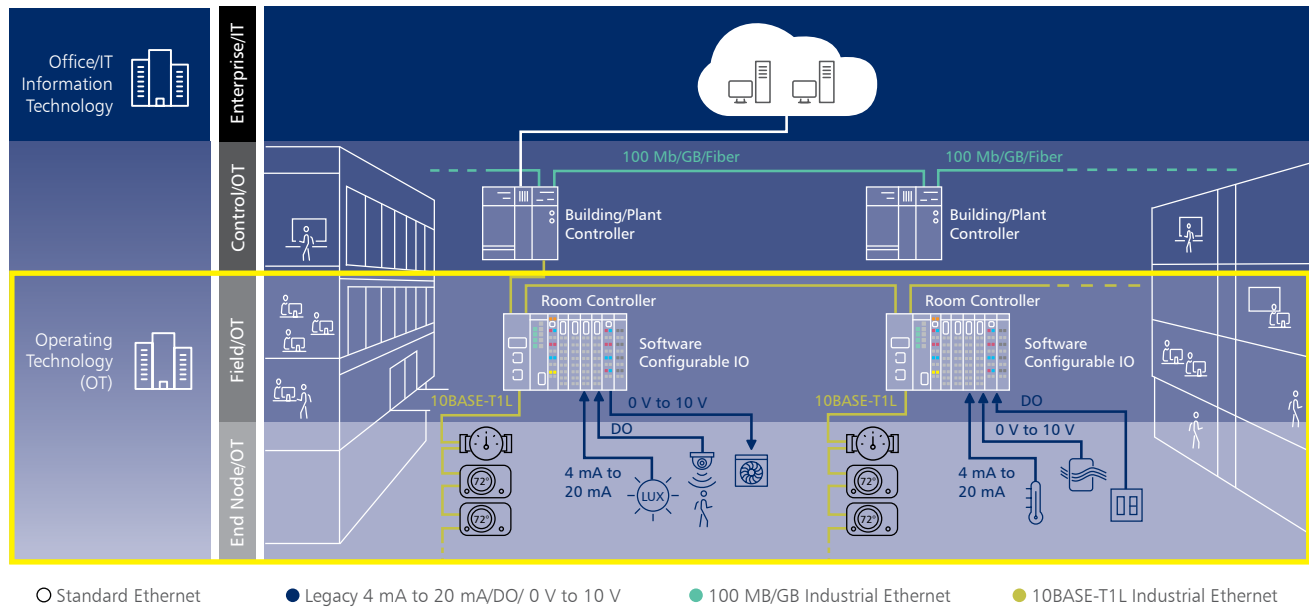 Office/IT
Information
Technology
Enterprise/IT
Control/OT
100 Mb/GB/Fiber
100 Mb/GB/Fiber
Building/Plant
Controller
Building/Plant
Controller
Operating
Technology
(OT)
Field/OT
Room Controller
Room Controller
Software
Configurable IO
Software
Configurable IO
10BASE-T1L
0 V to 10 V
DO
10BASE-T1L
DO
0 V to 10 V
End Node/OT
72°
72°
4 mA to
20 mA
LUX
72°
72°
4 mA to
20 mA
Standard Ethernet
Legacy 4 mA to 20 mA/DO/ 0 V to 10 V
100 MB/GB Industrial Ethernet
10BASE-T1L Industrial Ethernet